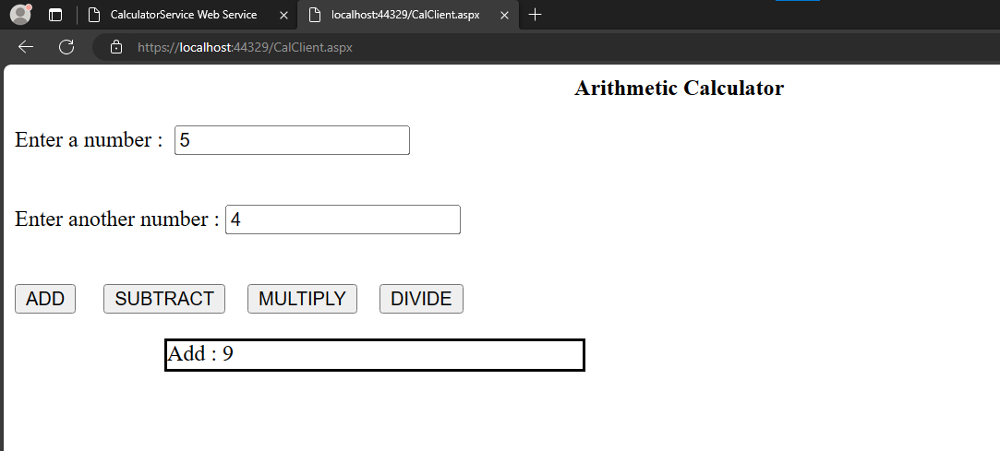 CalculatorService Web Service
localhost:44329/CalClient.aspx
https://localhost:44329/CalClient.aspx
Arithmetic Calculator
Enter a number : 5
Enter another number : 4
ADD SUBTRACT MULTIPLY DIVIDE
Add : 9